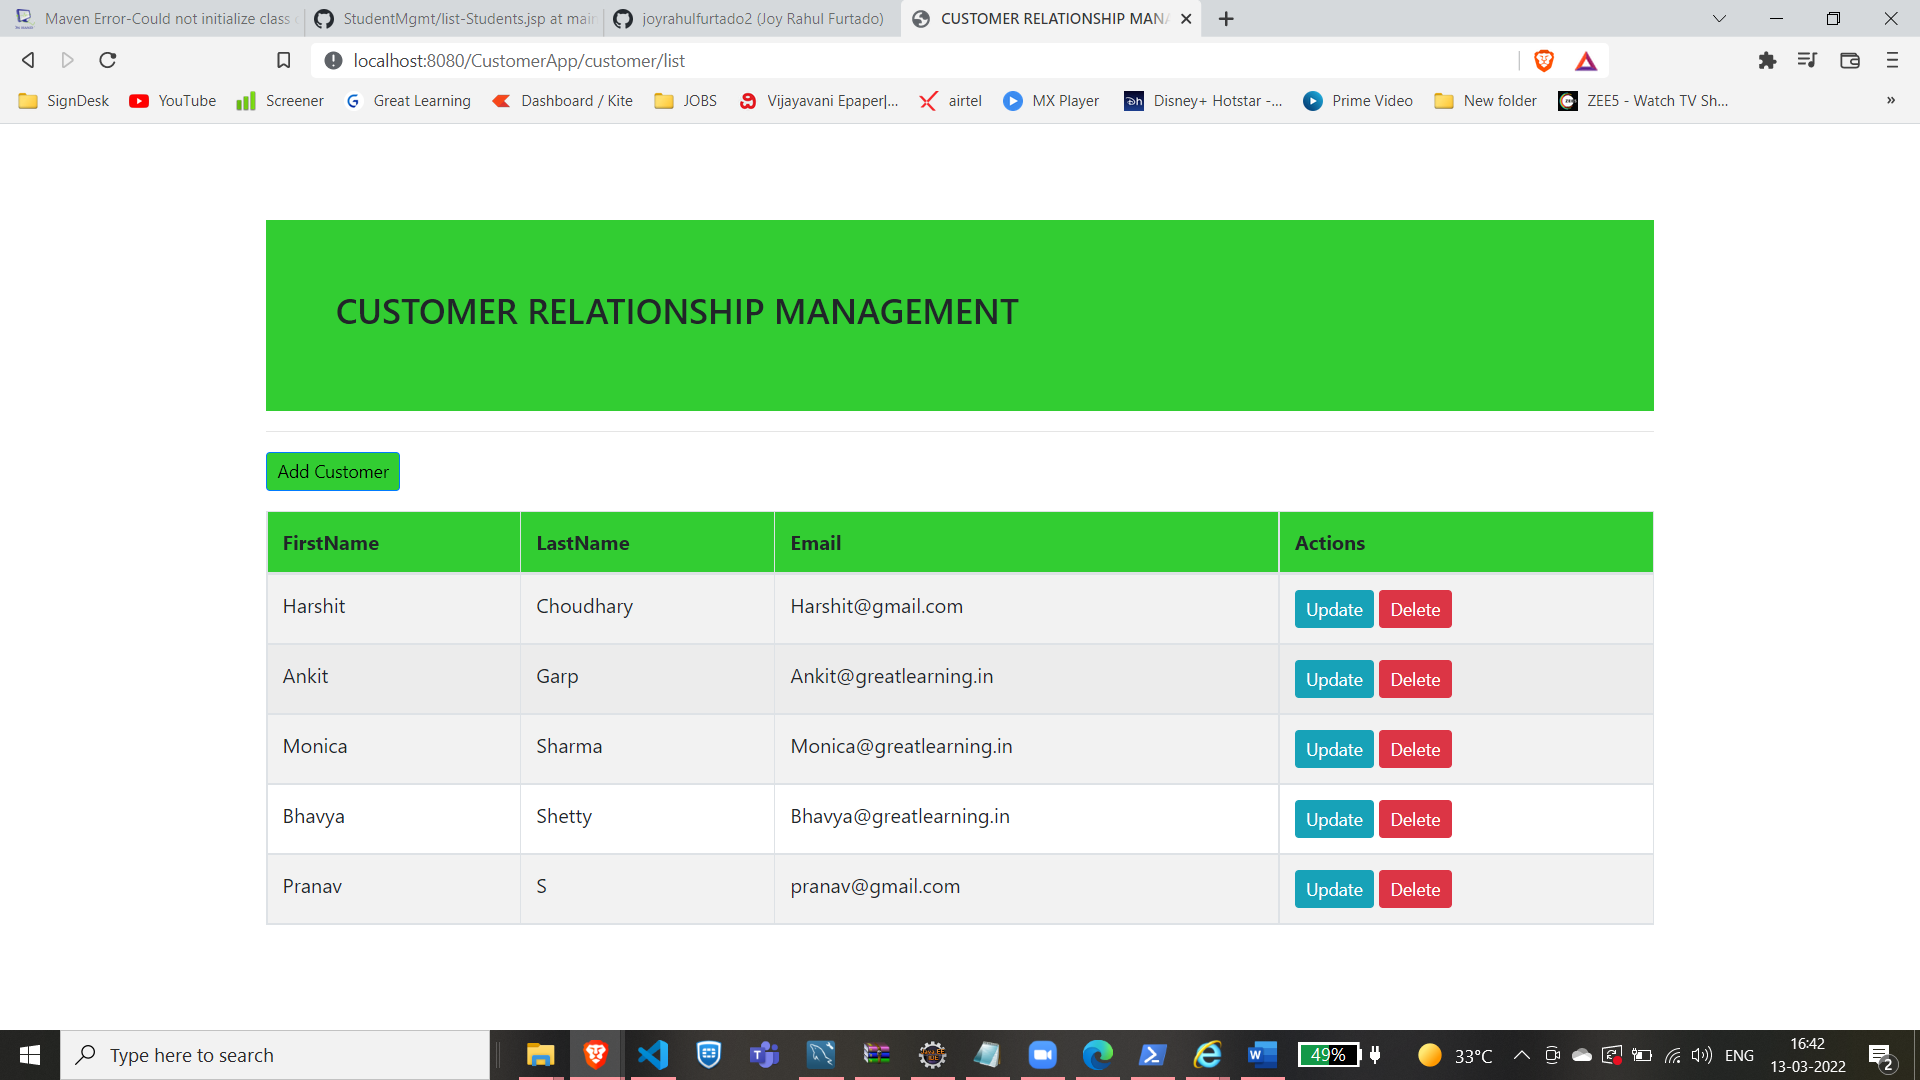 Maven Error-Could not initialize class
StudentMgmt/list-Students.jsp at main
joyrahulfurtado2 (Joy Rahul Furtado)
CUSTOMER RELATIONSHIP MANA
localhost:8080/CustomerApp/customer/list
SignDesk YouTube Screener Great Learning Dashboard / Kite JOBS Vijayavani Epaper|... airtel MX Player Disney+ Hotstar -... Prime Video New folder ZEE5 - Watch TV Sh... »
CUSTOMER RELATIONSHIP MANAGEMENT
Add Customer
FirstName LastName Email Actions
Harshit Choudhary Harshit@gmail.com Update Delete
Ankit Garp Ankit@greatlearning.in Update Delete
Monica Sharma Monica@greatlearning.in Update Delete
Bhavya Shetty Bhavya@greatlearning.in Update Delete
Pranav S pranav@gmail.com Update Delete
Type here to search
49%
33°C
ENG
16:42
13-03-2022
2